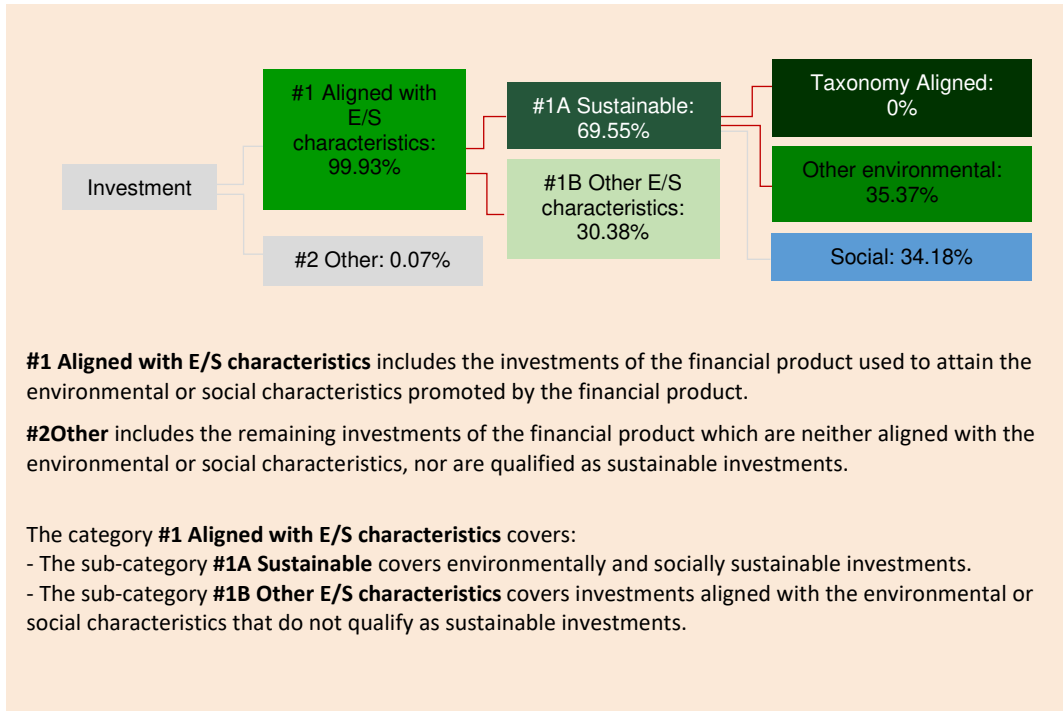 Investment
#1 Aligned with
E/S
characteristics:
99.93%
#2 Other: 0.07%
#1A Sustainable:
69.55%
#1B Other E/S
characteristics:
30.38%
Taxonomy Aligned:
0%
Other environmental:
35.37%
Social: 34.18%
#1 Aligned with E/S characteristics includes the investments of the financial product used to attain the
environmental or social characteristics promoted by the financial product.
#2Other includes the remaining investments of the financial product which are neither aligned with the
environmental or social characteristics, nor are qualified as sustainable investments.
The category #1 Aligned with E/S characteristics covers:
- The sub-category #1A Sustainable covers environmentally and socially sustainable investments.
- The sub-category #1B Other E/S characteristics covers investments aligned with the environmental or
social characteristics that do not qualify as sustainable investments.